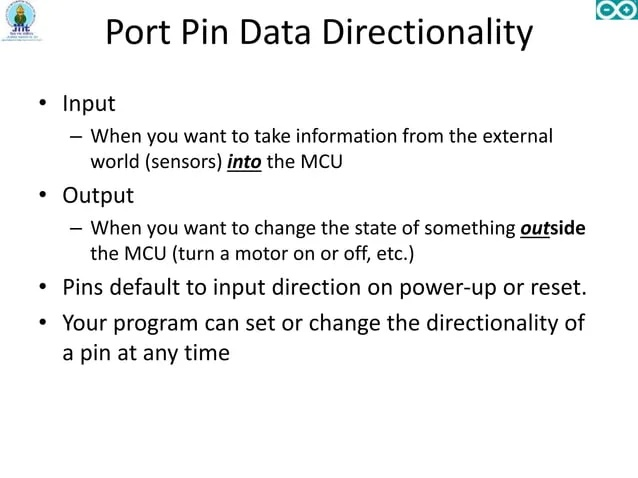 Port Pin Data Directionality
• Input
– When you want to take information from the external
world (sensors) into the MCU
• Output
– When you want to change the state of something outside
the MCU (turn a motor on or off, etc.)
• Pins default to input direction on power-up or reset.
• Your program can set or change the directionality of
a pin at any time